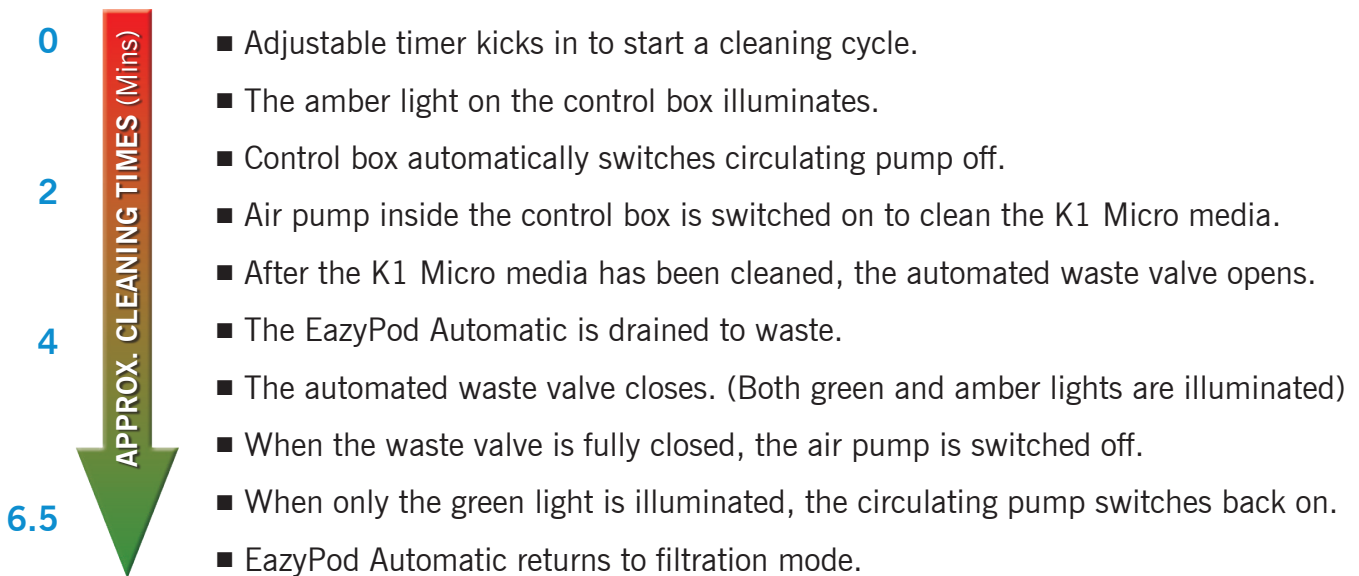 0
APPROX. CLEANING TIMES (Mins)
■ Adjustable timer kicks in to start a cleaning cycle.
■ The amber light on the control box illuminates.
■ Control box automatically switches circulating pump off.
2
■ Air pump inside the control box is switched on to clean the K1 Micro media.
■ After the K1 Micro media has been cleaned, the automated waste valve opens.
4
■ The EazyPod Automatic is drained to waste.
■ The automated waste valve closes. (Both green and amber lights are illuminated)
■ When the waste valve is fully closed, the air pump is switched off.
6.5
■ When only the green light is illuminated, the circulating pump switches back on.
■ EazyPod Automatic returns to filtration mode.